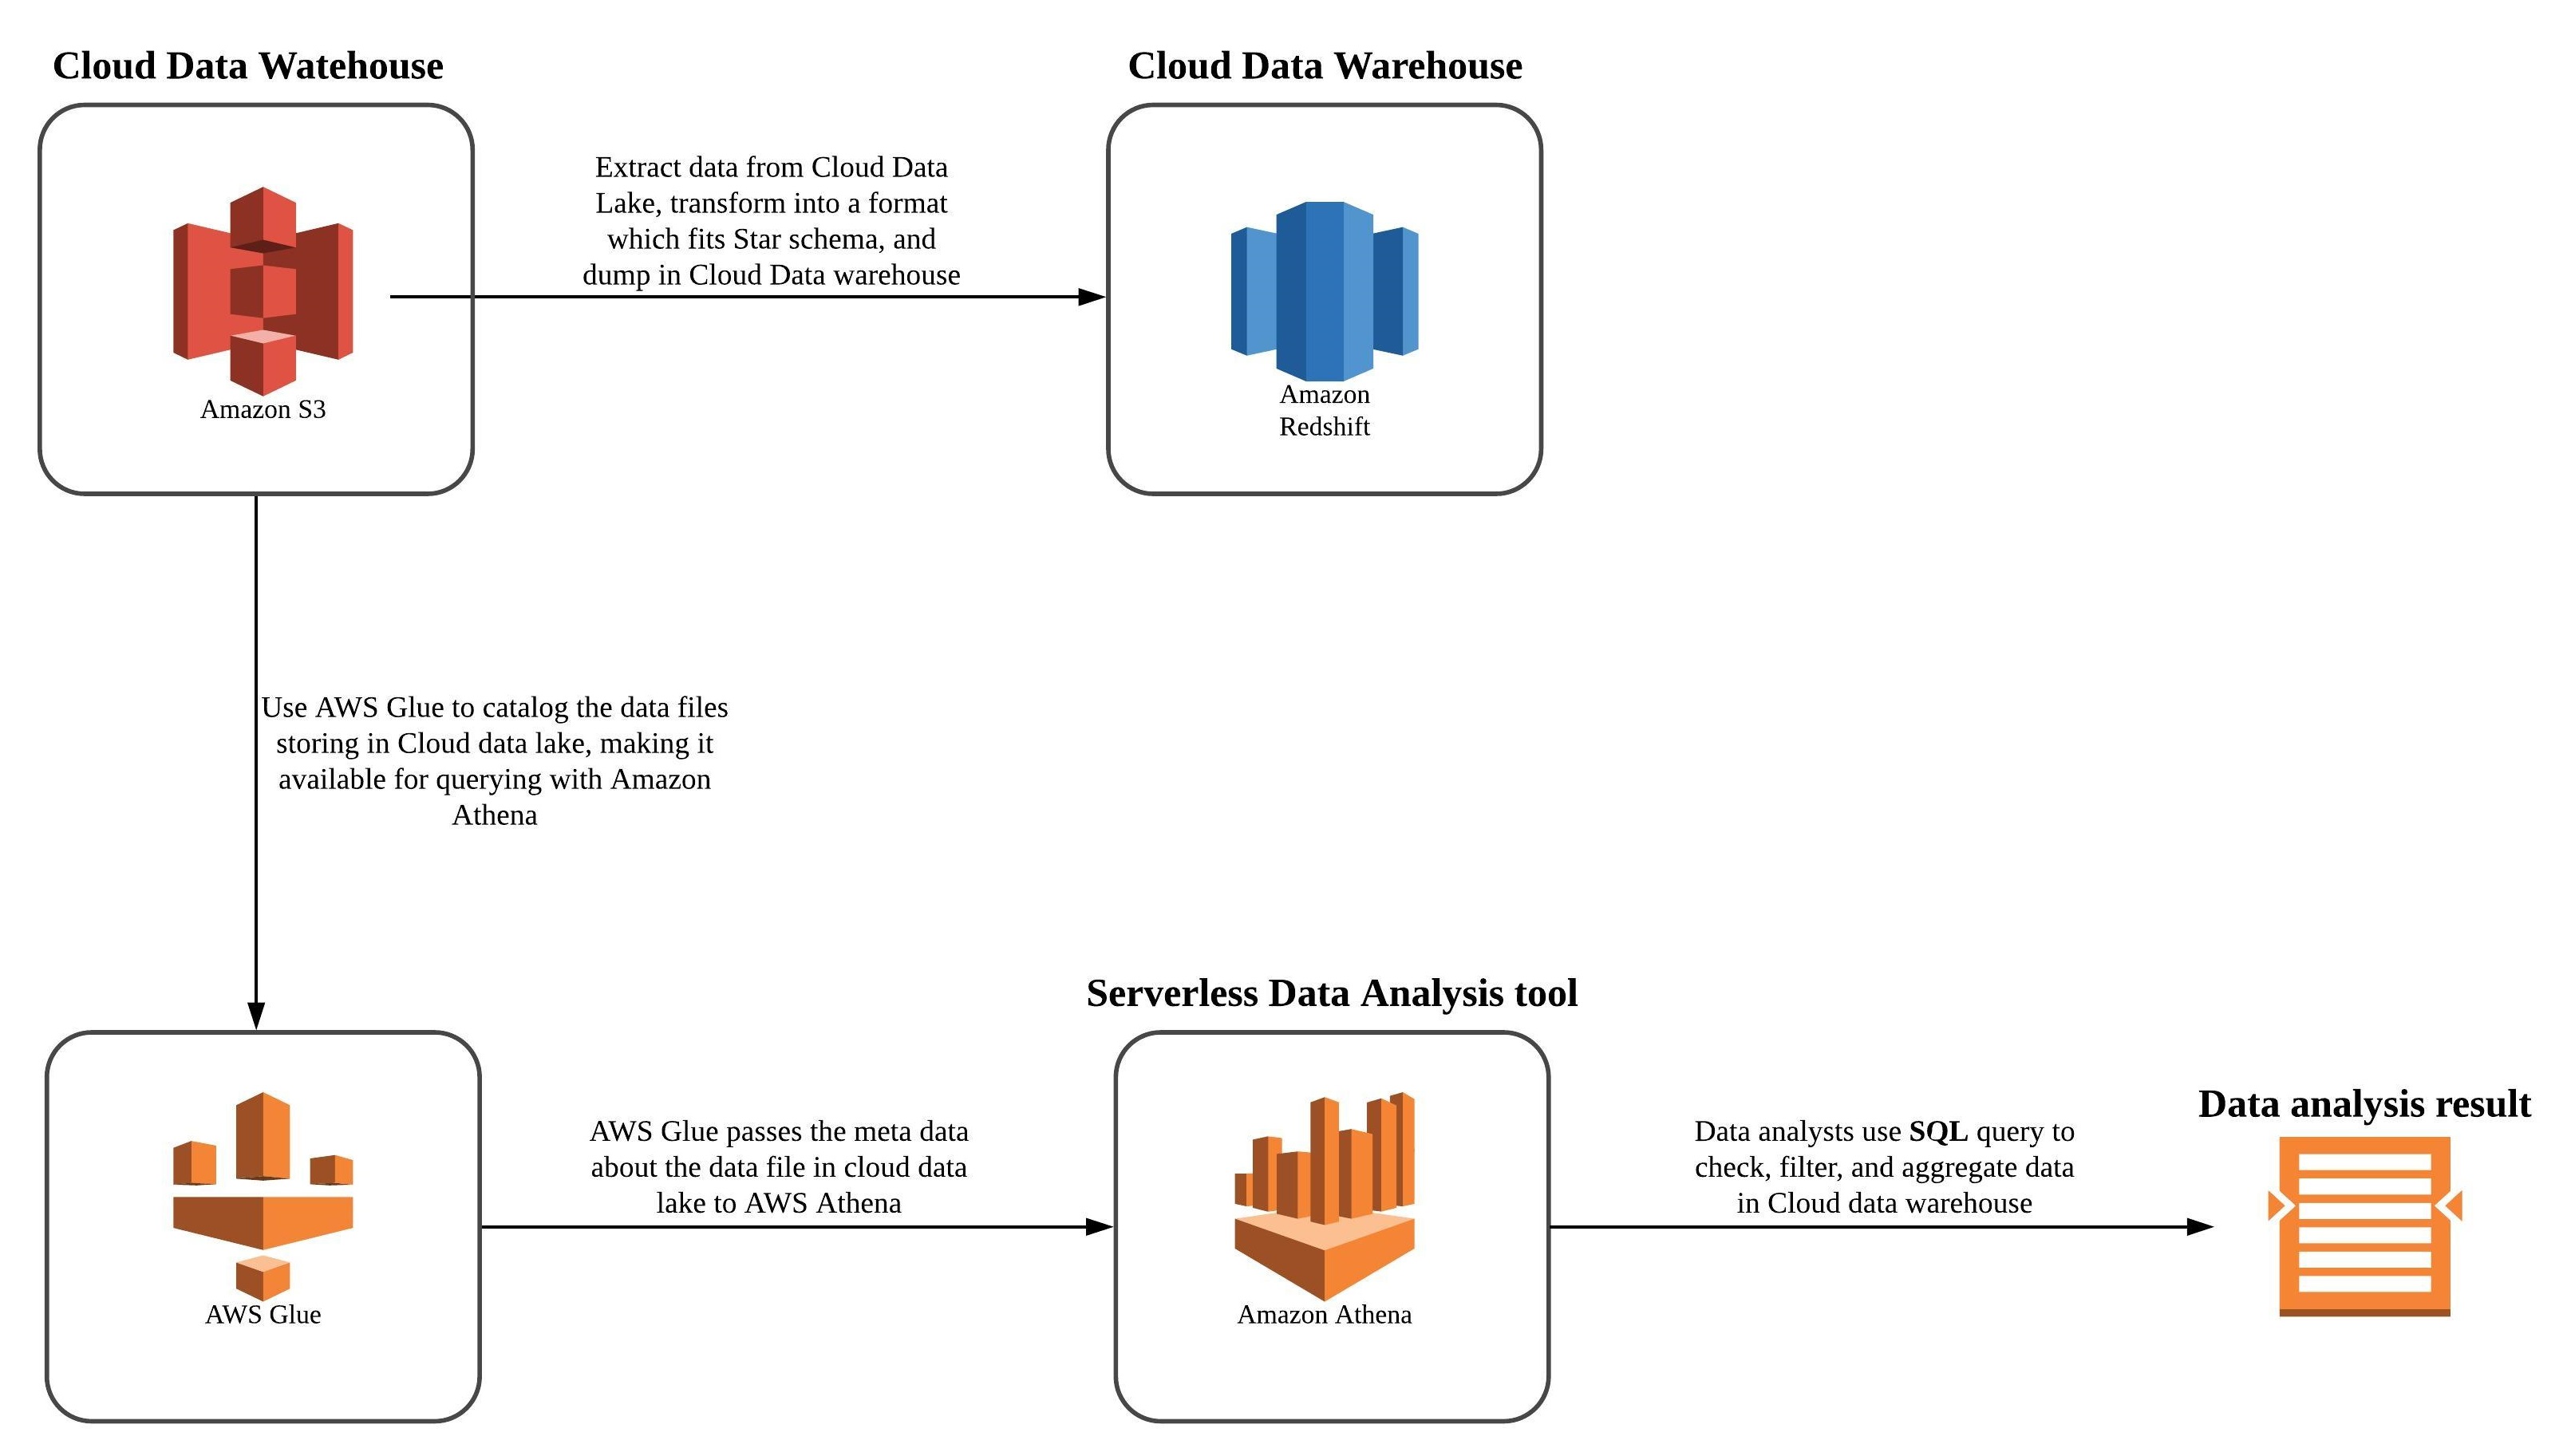 Cloud Data Watehouse
Cloud Data Warehouse
Extract data from Cloud Data
Lake, transform into a format
which fits Star schema, and
dump in Cloud Data warehouse
Amazon S3
Amazon
Redshift
Use AWS Glue to catalog the data files
storing in Cloud data lake, making it
available for querying with Amazon
Athena
Serverless Data Analysis tool
AWS Glue passes the meta data
about the data file in cloud data
lake to AWS Athena
Data analysts use SQL query to
check, filter, and aggregate data
in Cloud data warehouse
Data analysis result
AWS Glue
Amazon Athena